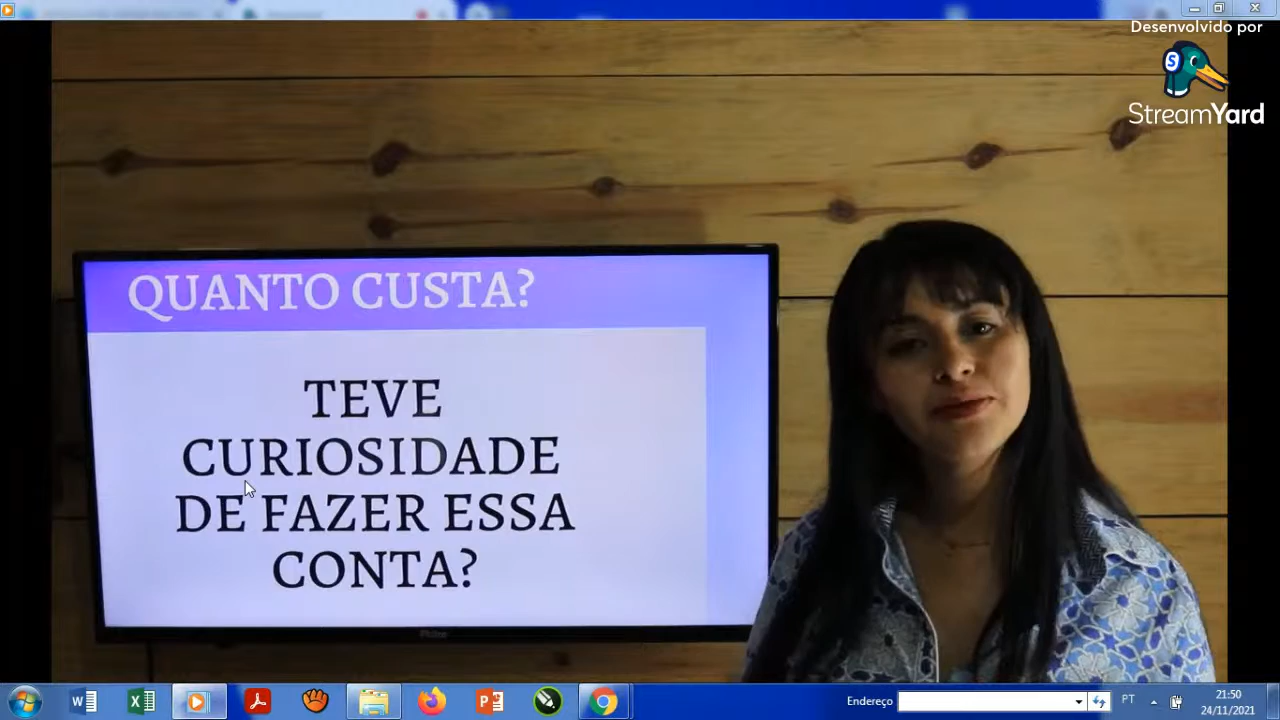 Desenvolvido por
StreamYard
QUANTO CUSTA?
TEVE
CURIOSIDADE
DE FAZER ESSA
CONTA?
Endereço
PT
21:50
24/11/2021